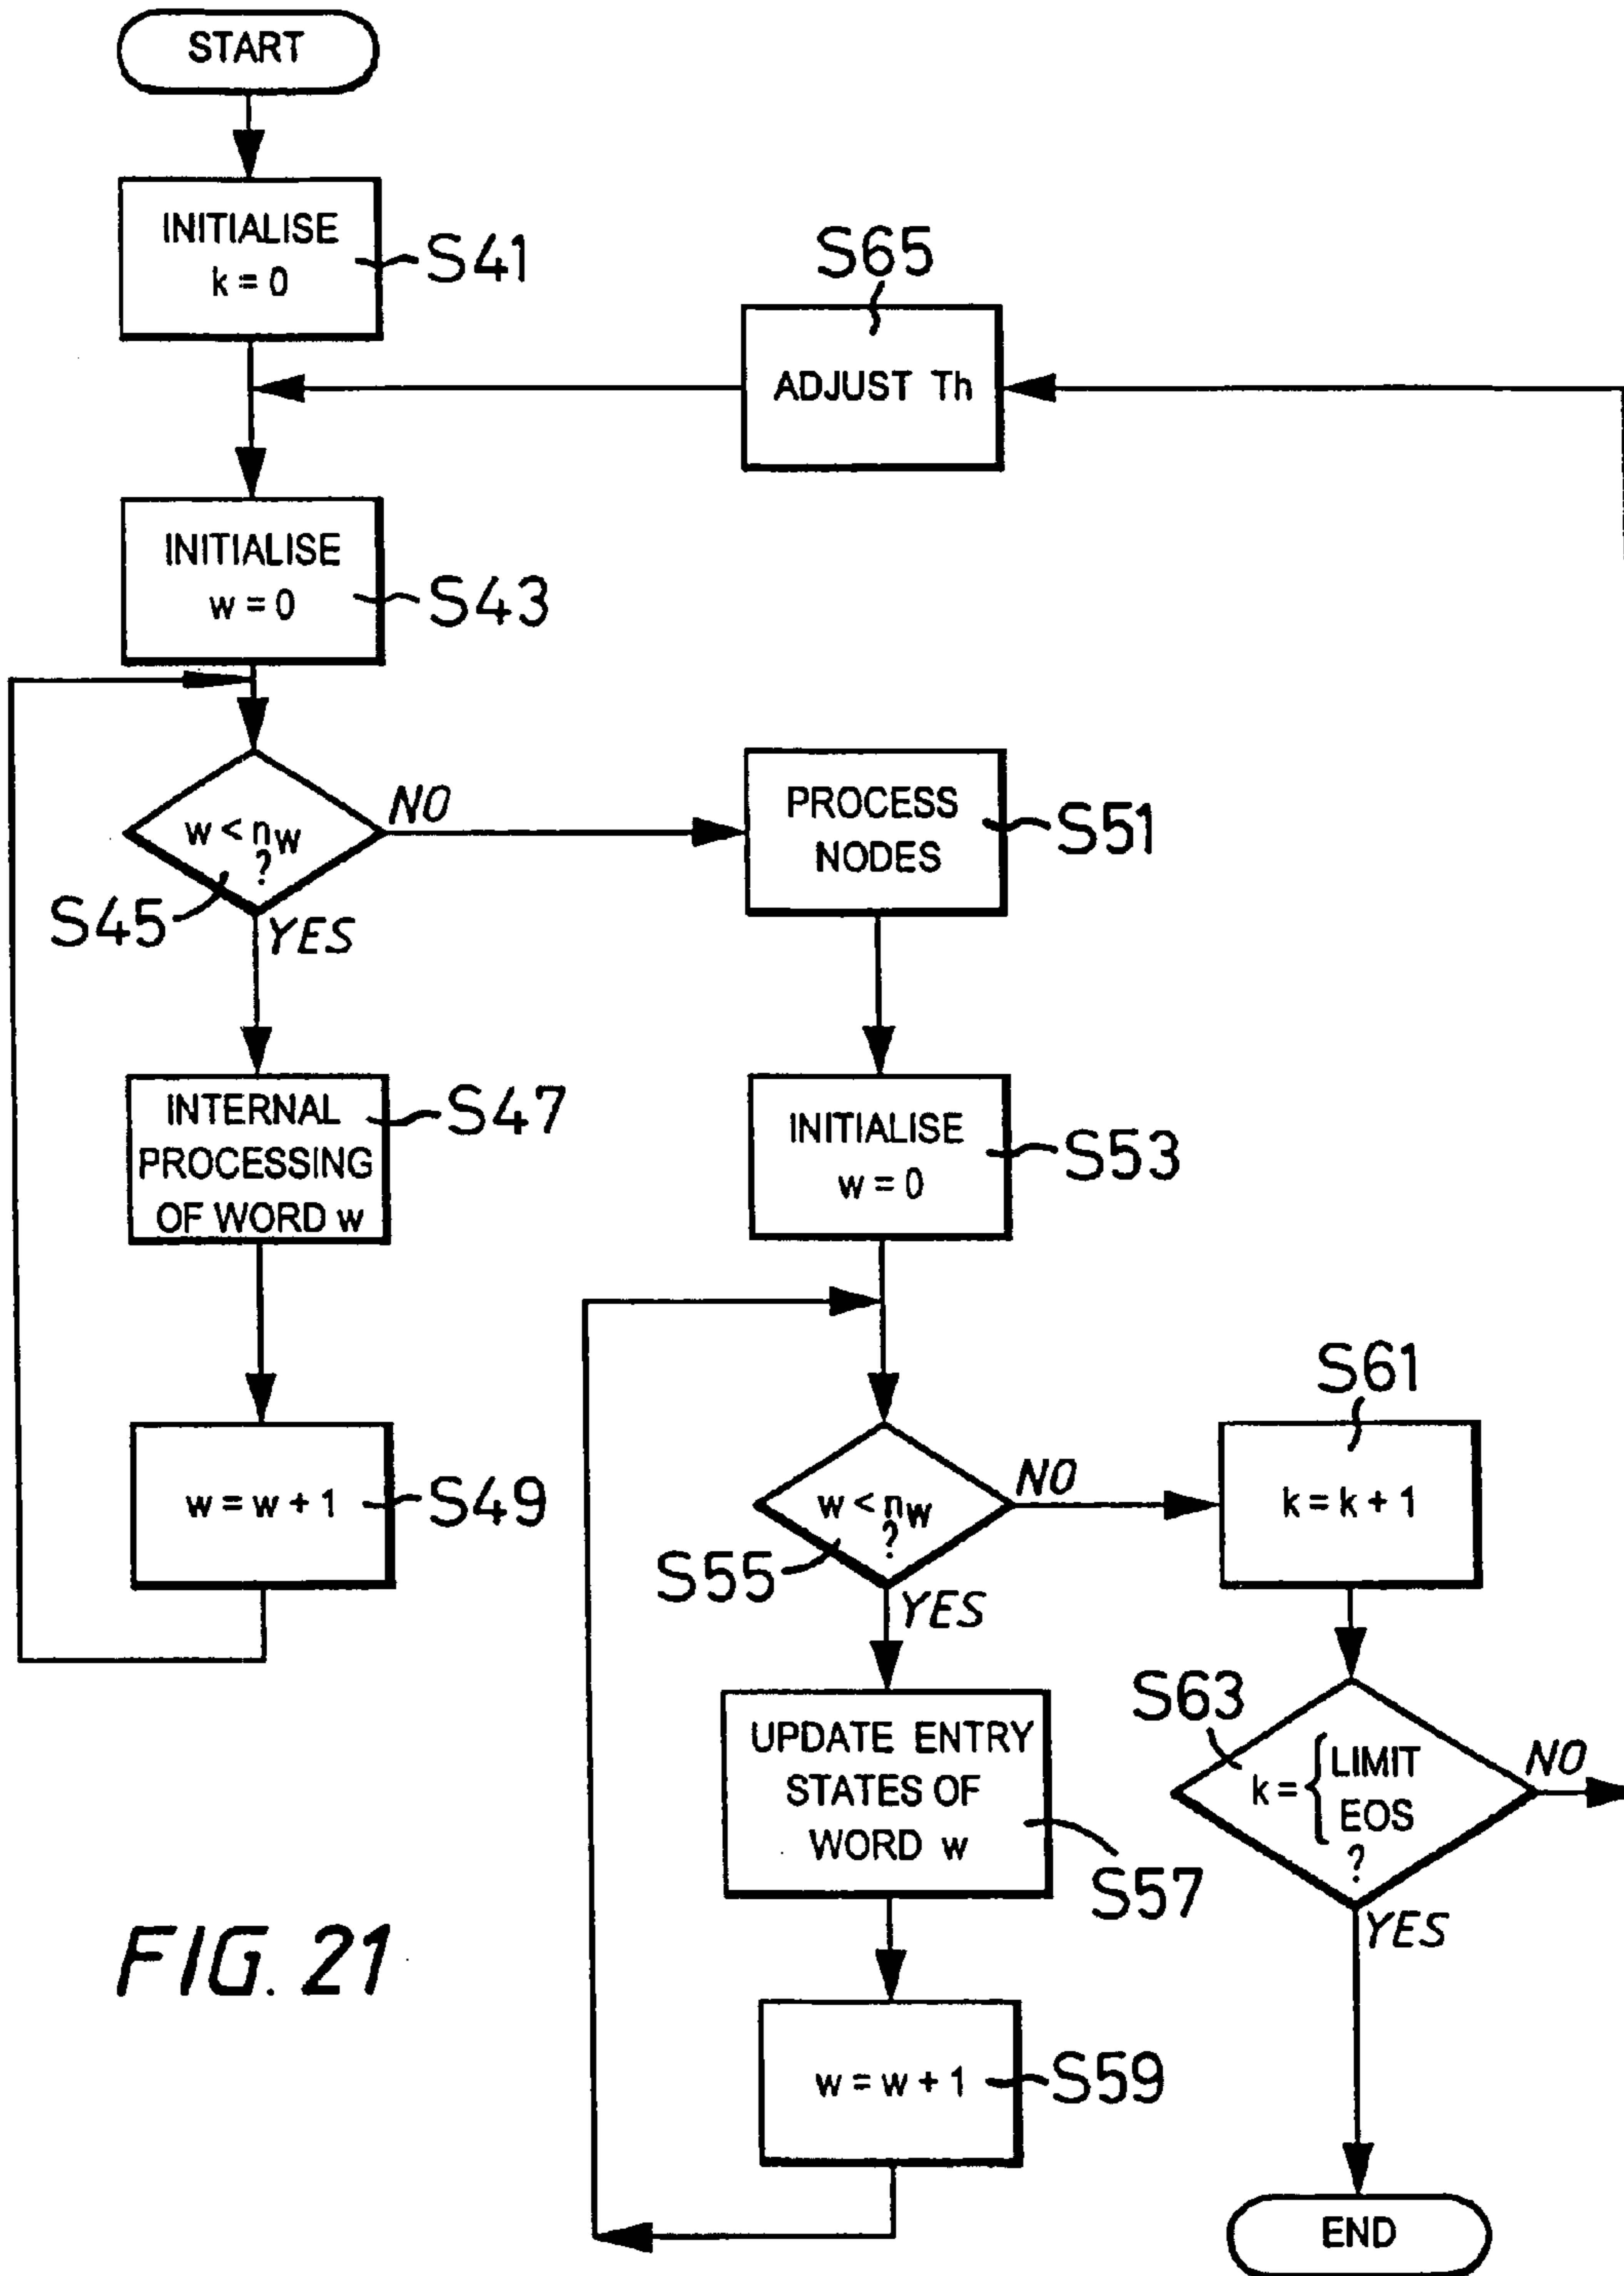 START
INITIALISE
k = 0
S41
S65
ADJUST Th
INITIALISE
w = 0
S43
w < nw
?
S45
NO
YES
PROCESS
NODES
S51
INTERNAL
PROCESSING
OF WORD w
S47
INITIALISE
w = 0
S53
w = w + 1
S49
w < nw
?
S55
NO
YES
S61
k = k + 1
UPDATE ENTRY
STATES OF
WORD w
S57
S63
k = { LIMIT
EOS
?
NO
YES
w = w + 1
S59
END
FIG. 21